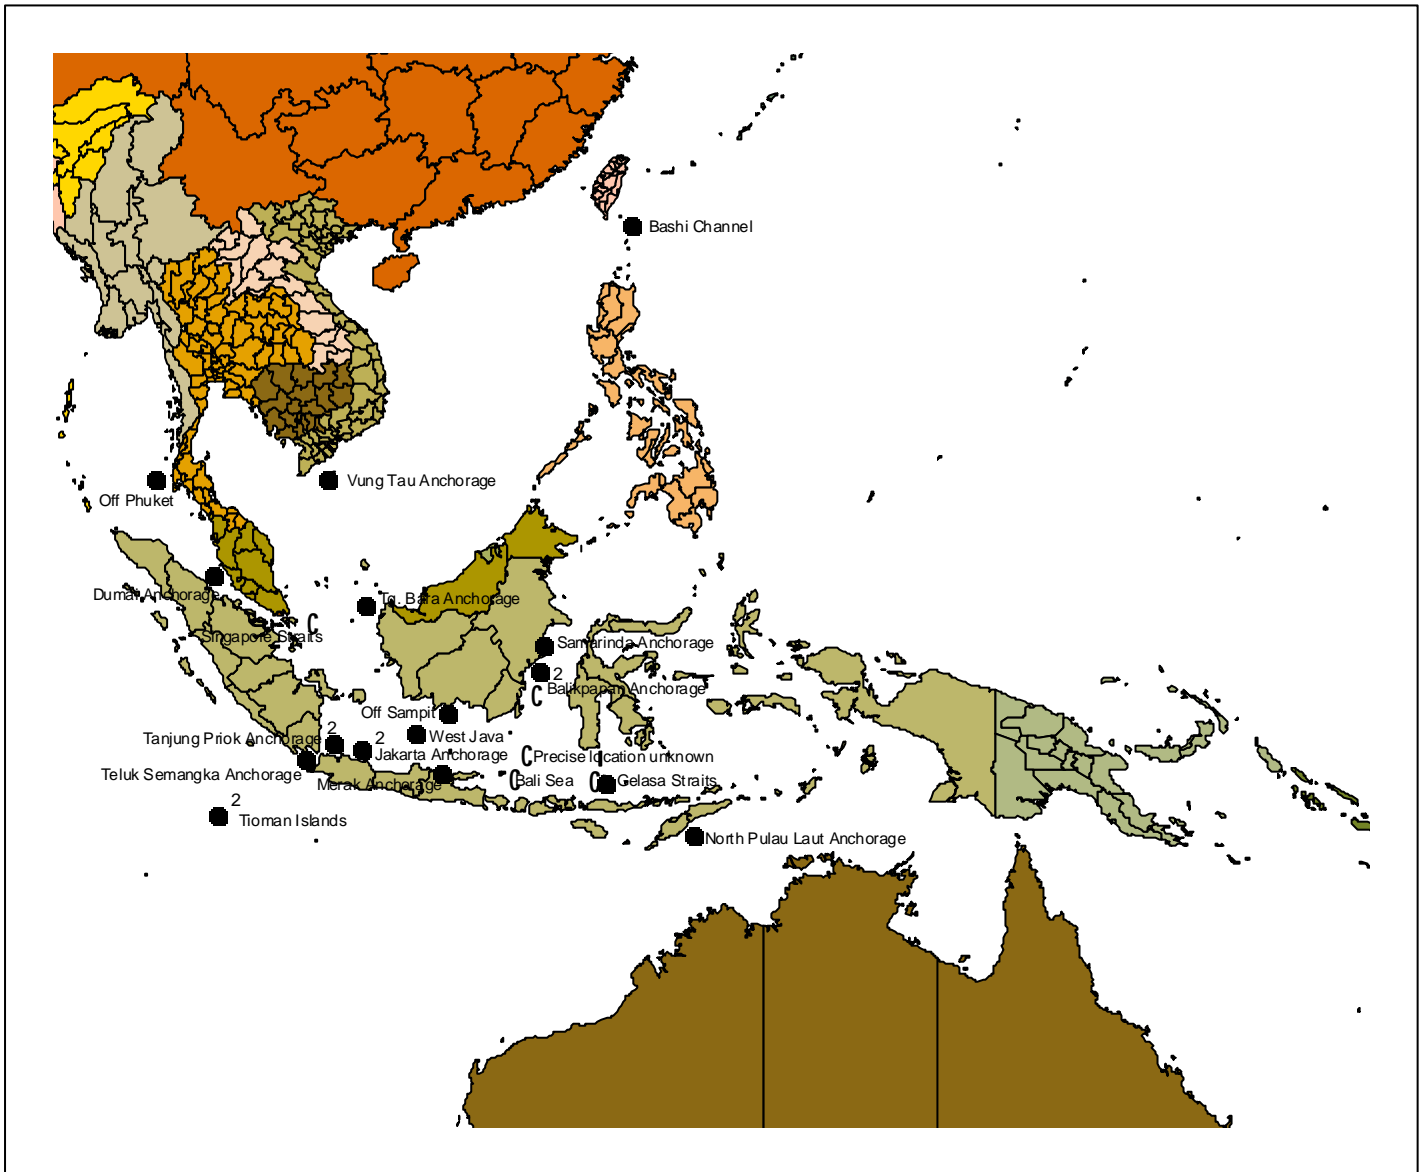 Bashi Channel
Vung Tau Anchorage
Off Phuket
Dumai Anchorage
Tg. Bara Anchorage
C
Singapore Straits
Samarinda Anchorage
2
Balikpapan Anchorage
C
Off Sampit
2
West Java
Tanjung Priok Anchorage
2
Jakarta Anchorage
C
Precise location unknown
Teluk Semangka Anchorage
Merak Anchorage
C
Bali Sea
C
Gelasa Straits
2
Tioman Islands
North Pulau Laut Anchorage